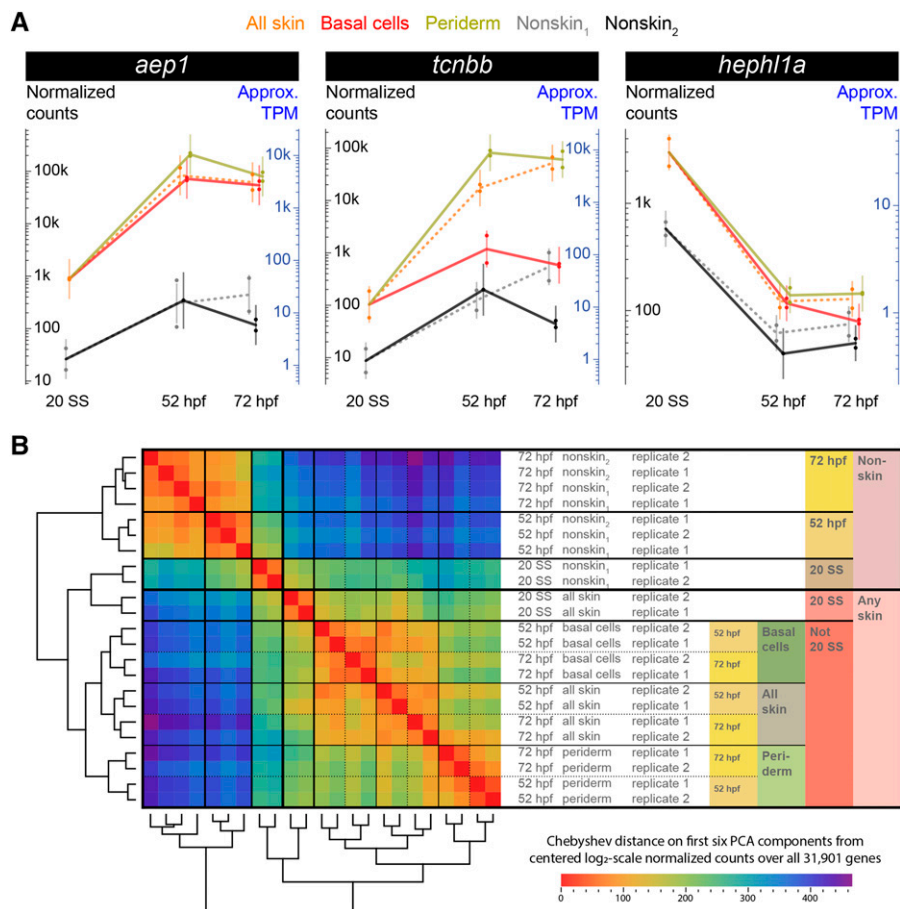 A
All skin Basal cells Periderm Nonskin1 Nonskin2
aep1 tcnbb hephl1a
Normalized counts Approx. TPM Normalized counts Approx. TPM Normalized counts Approx. TPM
100k 10k 1k 100 10
10k 1k 100 10 1
100k 10k 1k 100 10
10k 1k 100 10 1
1k 100
10 1
20 SS 52 hpf 72 hpf 20 SS 52 hpf 72 hpf 20 SS 52 hpf 72 hpf
B
72 hpf nonskin2 replicate 2 72 hpf Non-
72 hpf nonskin2 replicate 1 skin
72 hpf nonskin1 replicate 2
72 hpf nonskin1 replicate 1
52 hpf nonskin2 replicate 1 52 hpf
52 hpf nonskin1 replicate 2
52 hpf nonskin1 replicate 1
20 SS nonskin1 replicate 1 20 SS
20 SS nonskin1 replicate 2
20 SS all skin replicate 2 20 SS Any
20 SS all skin replicate 1 skin
52 hpf basal cells replicate 2 52 hpf Basal Not
52 hpf basal cells replicate 1 cells 20 SS
72 hpf basal cells replicate 2 72 hpf
72 hpf basal cells replicate 1
52 hpf all skin replicate 2 52 hpf All
52 hpf all skin replicate 1 skin
72 hpf all skin replicate 1 72 hpf
72 hpf all skin replicate 2
72 hpf periderm replicate 1 72 hpf Peri-
72 hpf periderm replicate 2 derm
52 hpf periderm replicate 1 52 hpf
52 hpf periderm replicate 2
Chebyshev distance on first six PCA components from
centered log2-scale normalized counts over all 31,901 genes
0 100 200 300 400